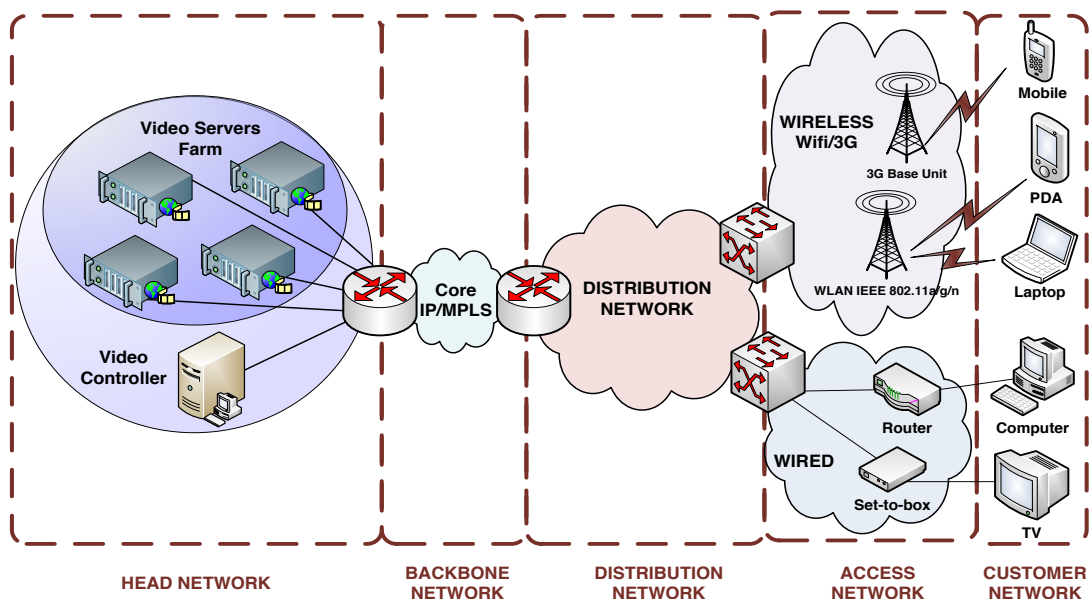 Video Servers
Farm
Video
Controller
Core
IP/MPLS
DISTRIBUTION
NETWORK
WIRELESS
Wifi/3G
3G Base Unit
WLAN IEEE 802.11a/g/n
WIRED
Router
Set-to-box
Mobile
PDA
Laptop
Computer
TV
HEAD NETWORK
BACKBONE
NETWORK
DISTRIBUTION
NETWORK
ACCESS
NETWORK
CUSTOMER
NETWORK